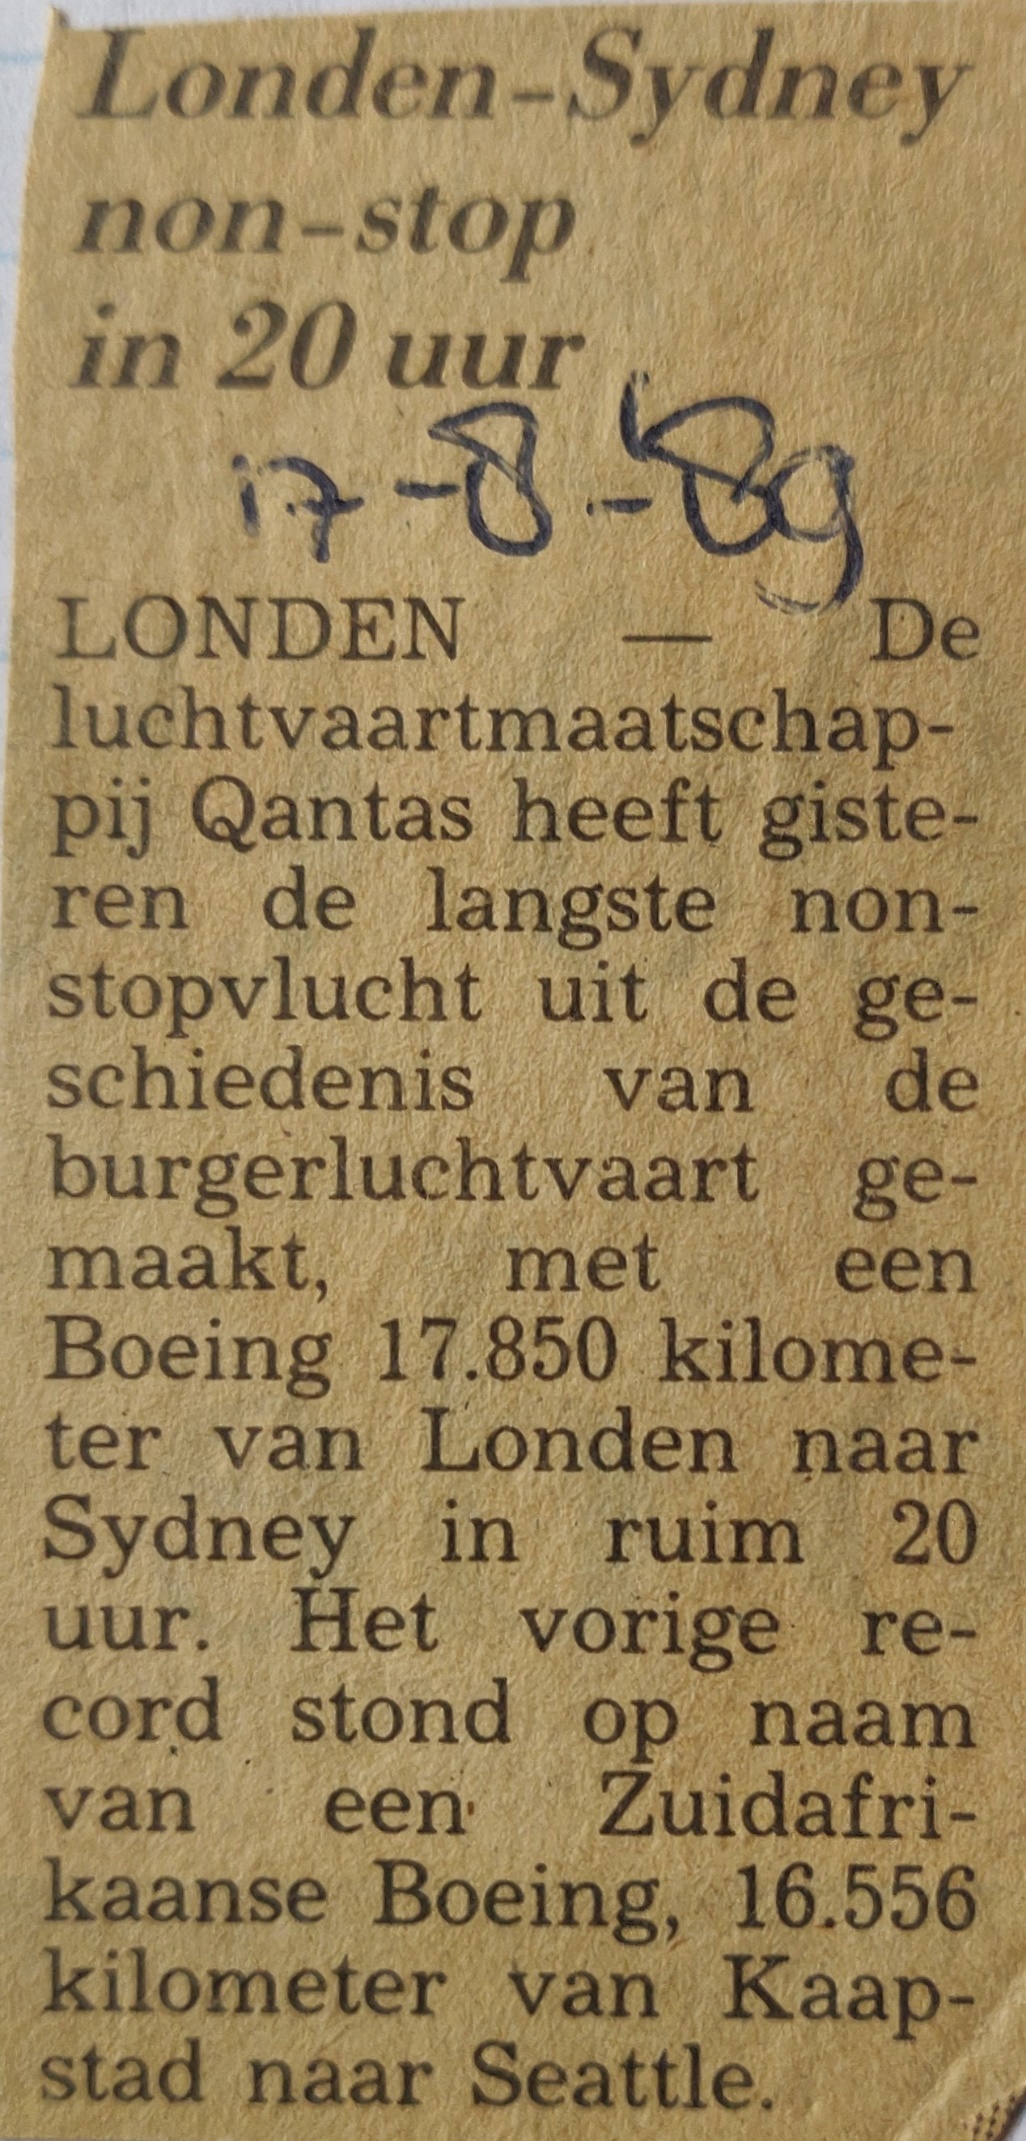 Londen-Sydney
non-stop
in 20 uur
17-8-89
LONDEN — De
luchtvaartmaatschap-
pij Qantas heeft giste-
ren de langste non-
stopvlucht uit de ge-
schiedenis van de
burgerluchtvaart ge-
maakt, met een
Boeing 17.850 kilome-
ter van Londen naar
Sydney in ruim 20
uur. Het vorige re-
cord stond op naam
van een Zuidafri-
kaanse Boeing, 16.556
kilometer van Kaap-
stad naar Seattle.